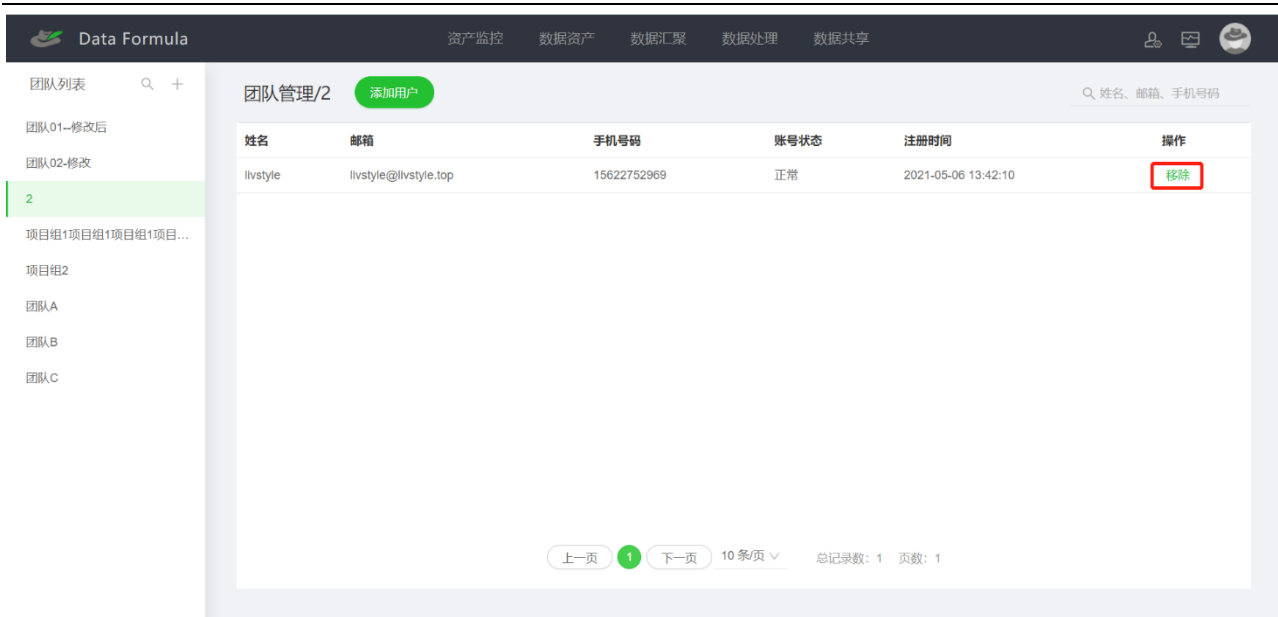 Data Formula
资产监控 数据资产 数据汇聚 数据处理 数据共享
团队列表
团队01--修改后
团队02-修改
2
项目组1项目组1项目组1项目...
项目组2
团队A
团队B
团队C
团队管理/2 添加用户 姓名、邮箱、手机号码
姓名 邮箱 手机号码 账号状态 注册时间 操作
livstyle livstyle@livstyle.top 15622752969 正常 2021-05-06 13:42:10 移除
上一页 1 下一页 10 条/页 总记录数：1 页数：1